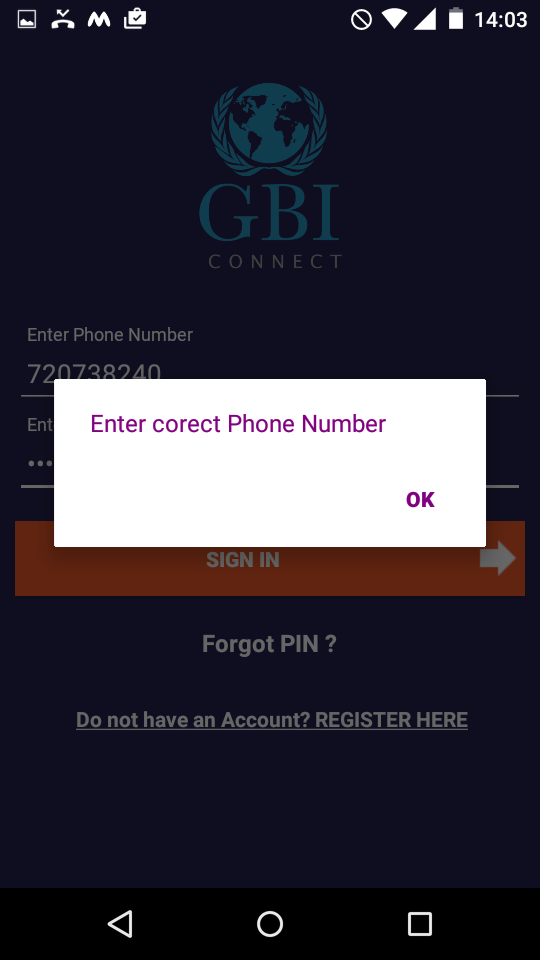 14:03
GBI
CONNECT
Enter Phone Number
720738240
Ent
Enter corect Phone Number
OK
SIGN IN
Forgot PIN ?
Do not have an Account? REGISTER HERE